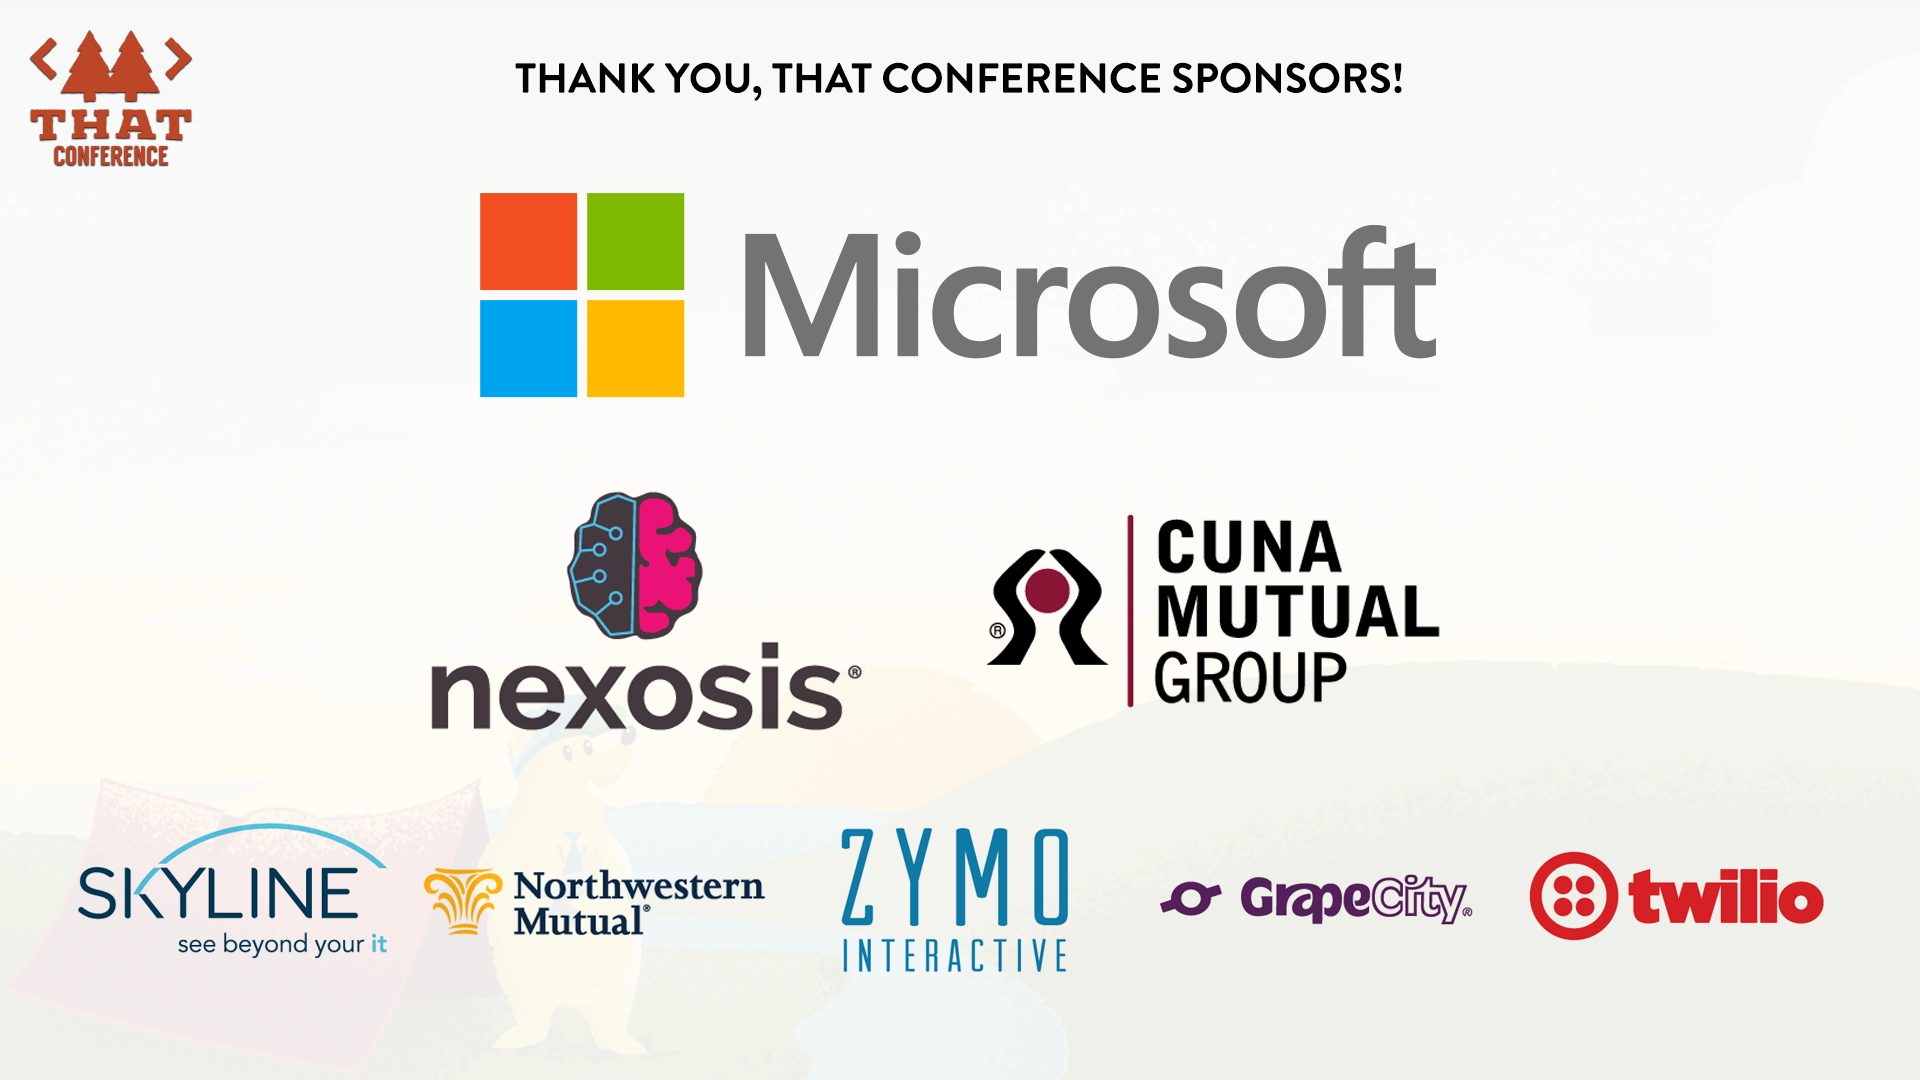 THAT
CONFERENCE
THANK YOU, THAT CONFERENCE SPONSORS!
Microsoft
nexosis®
®
CUNA
MUTUAL
GROUP
SKYLINE
see beyond your it
Northwestern
Mutual®
ZYMO
INTERACTIVE
GrapeCity®
twilio